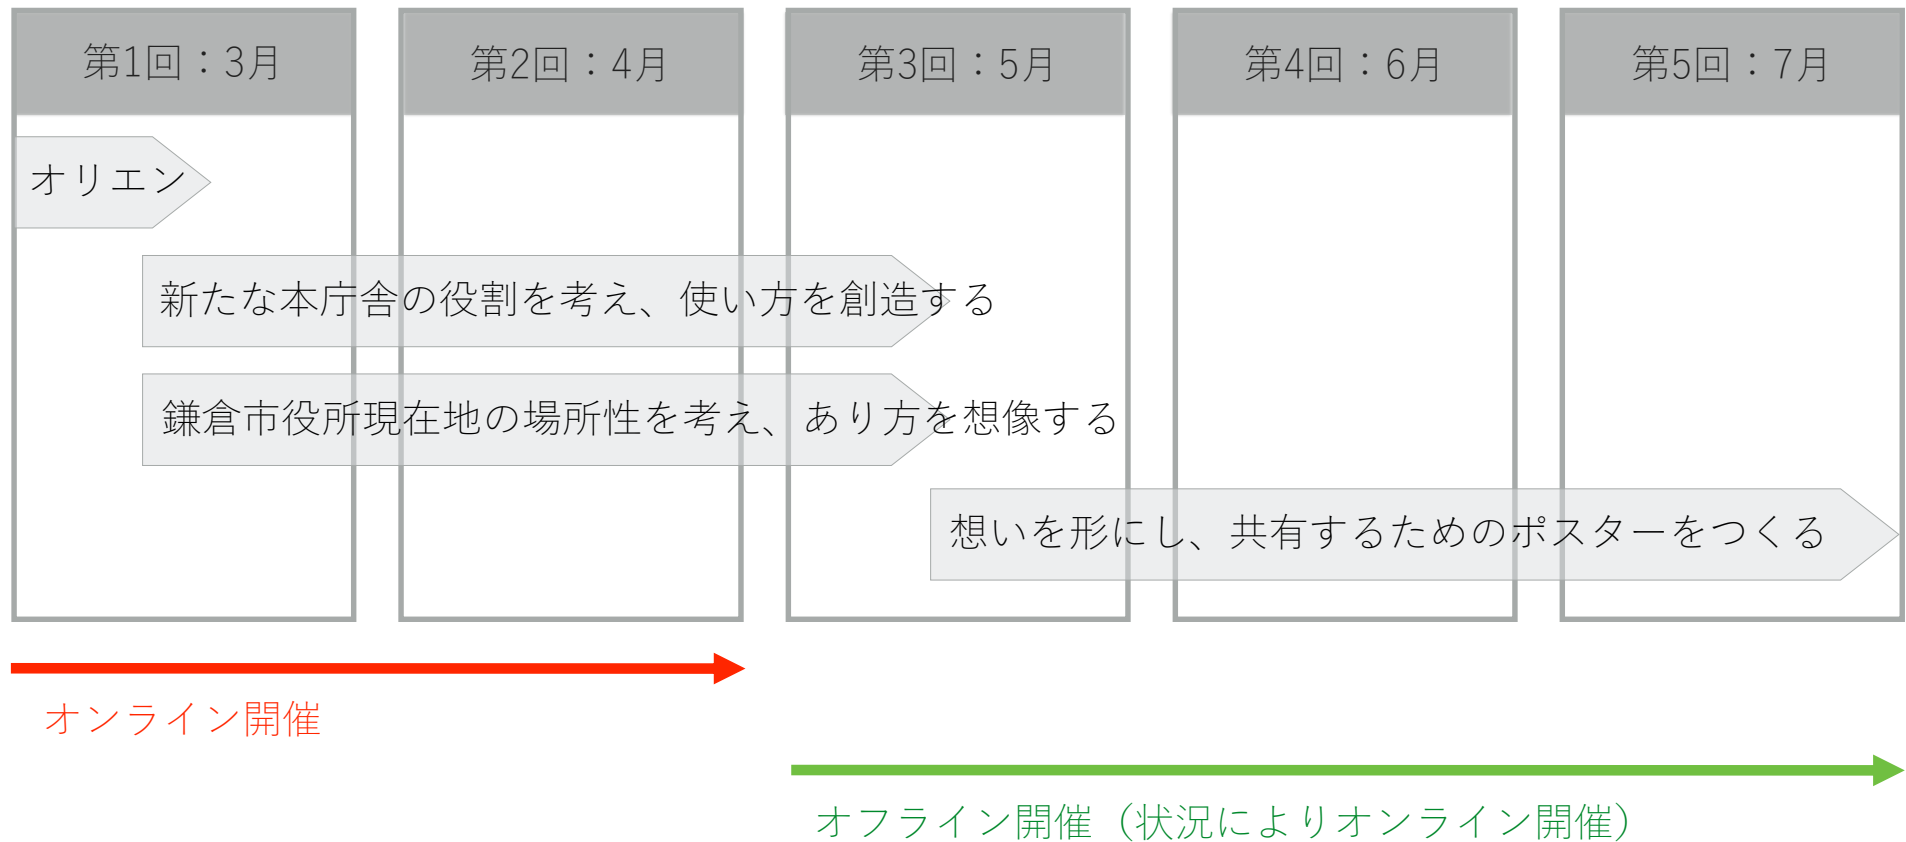 第1回：3月
第2回：4月
第3回：5月
第4回：6月
第5回：7月
オリエン
新たな本庁舎の役割を考え、使い方を創造する
鎌倉市役所現在地の場所性を考え、あり方を想像する
想いを形にし、共有するためのポスターをつくる
オンライン開催
オフライン開催（状況によりオンライン開催）